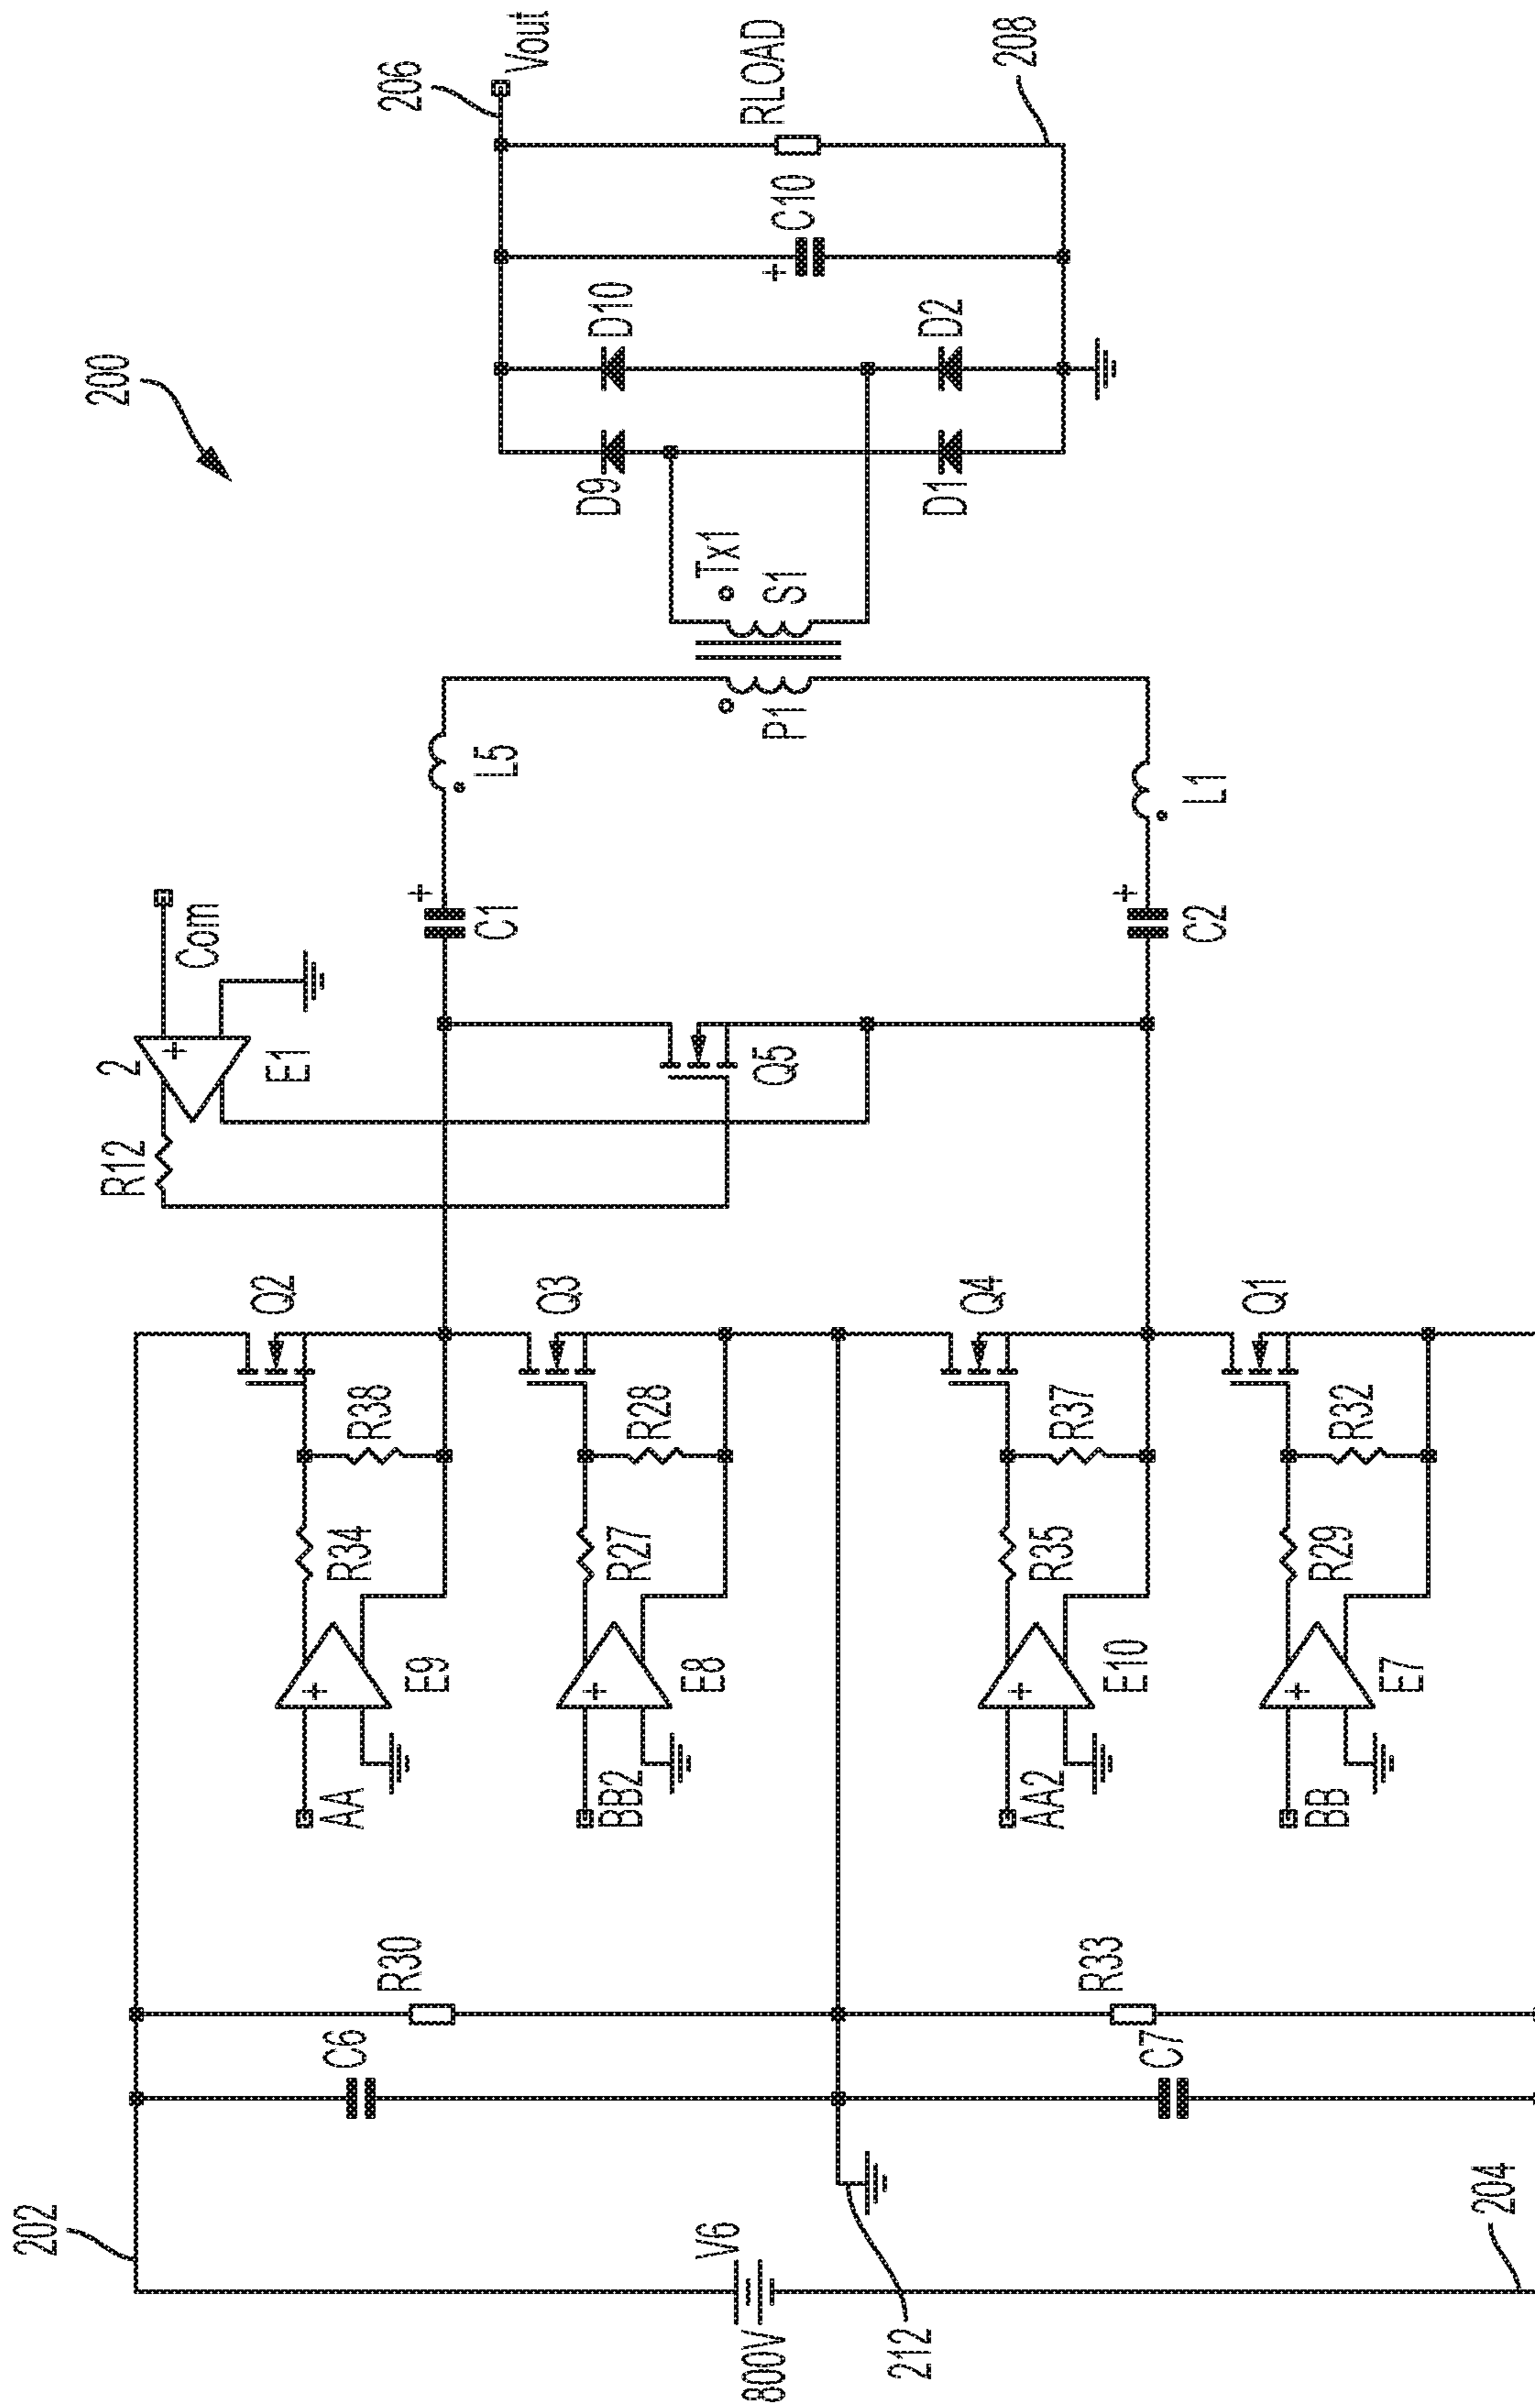 200
202
204
206
208
212
800V
V6
C6
R30
C7
R33
AA
E9
R34
R38
Q2
BB2
E8
R27
R28
Q3
AA2
E10
R35
R37
Q4
BB
E7
R29
R32
Q1
R12
2
+
E1
Com
Q5
+
C1
L5
+
C2
L1
P1
S1
Tx1
D9
D10
D1
D2
+
C10
RLOAD
Vout
+
+
+
+